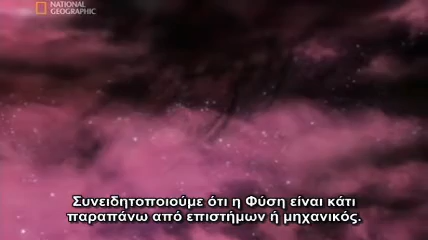 NATIONAL
GEOGRAPHIC
Συνειδητοποιούμε ότι η Φύση είναι κάτι
παραπάνω από επιστήμων ή μηχανικός.